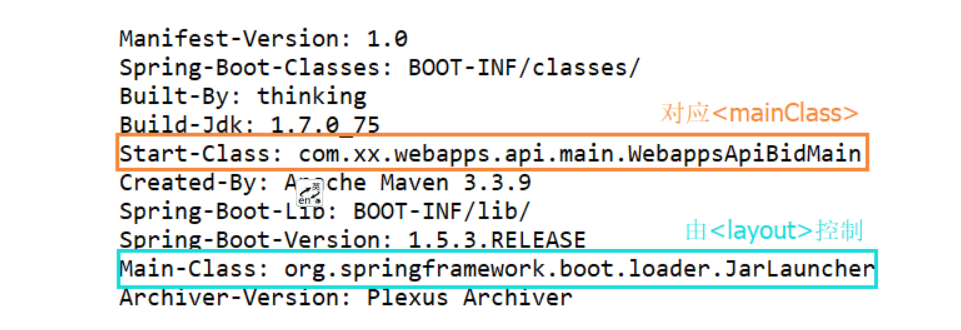 Manifest-Version: 1.0
Spring-Boot-Classes: BOOT-INF/classes/
Built-By: thinking
对应<mainClass>
Build-Jdk: 1.7.0_75
Start-Class: com.xx.webapps.api.main.WebappsApiBidMain
Created-By: Apache Maven 3.3.9
英
en
Spring-Boot-Lib: BOOT-INF/lib/
由<layout>控制
Spring-Boot-Version: 1.5.3.RELEASE
Main-Class: org.springframework.boot.loader.JarLauncher
Archiver-Version: Plexus Archiver